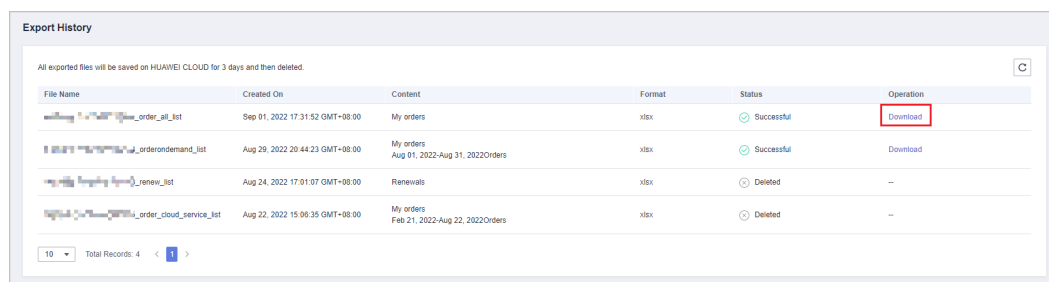 Export History
All exported files will be saved on HUAWEI CLOUD for 3 days and then deleted.
File Name Created On Content Format Status Operation
_order_all_list Sep 01, 2022 17:31:52 GMT+08:00 My orders xlsx Successful Download
_orderondemand_list Aug 29, 2022 20:44:23 GMT+08:00 My orders xlsx Successful Download
Aug 01, 2022-Aug 31, 2022Orders
_renew_list Aug 24, 2022 17:01:07 GMT+08:00 Renewals xlsx Deleted --
_order_cloud_service_list Aug 22, 2022 15:06:35 GMT+08:00 My orders xlsx Deleted --
Feb 21, 2022-Aug 22, 2022Orders
10 Total Records: 4 < 1 >